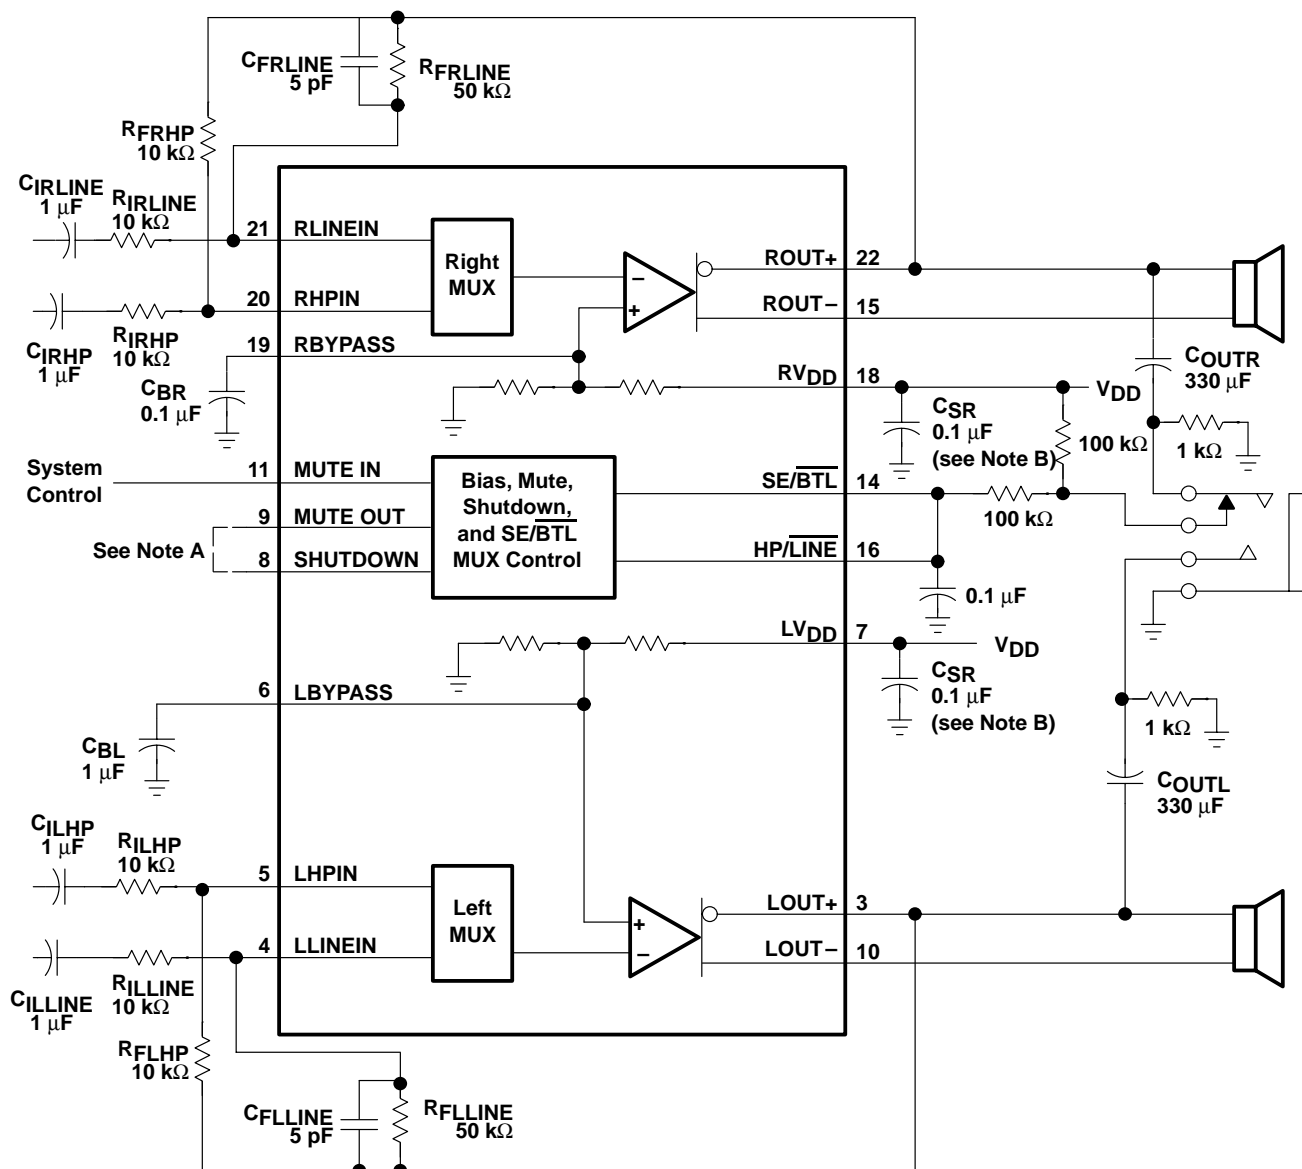 CFRLINE
5 pF
RFRLINE
50 kΩ
RFRHP
10 kΩ
CIRLINE
1 μF
RIRLINE
10 kΩ
21 RLINEIN
Right
MUX
−
+
ROUT+ 22
ROUT− 15
20 RHPIN
RIRHP
10 kΩ
CIRHP
1 μF
19 RBYPASS
CBR
0.1 μF
RVDD 18
VDD
COUTR
330 μF
CSR
0.1 μF
(see Note B)
100 kΩ
1 kΩ
System
Control
11 MUTE IN
9 MUTE OUT
See Note A
8 SHUTDOWN
Bias, Mute,
Shutdown,
and SE/BTL
MUX Control
SE/BTL 14
100 kΩ
HP/LINE 16
0.1 μF
LVDD 7
VDD
CSR
0.1 μF
(see Note B)
1 kΩ
6 LBYPASS
CBL
1 μF
COUTL
330 μF
CILHP
1 μF
RILHP
10 kΩ
5 LHPIN
Left
MUX
+
−
LOUT+ 3
LOUT− 10
4 LLINEIN
RILLINE
10 kΩ
CILLINE
1 μF
RFLHP
10 kΩ
CFLLINE
5 pF
RFLLINE
50 kΩ